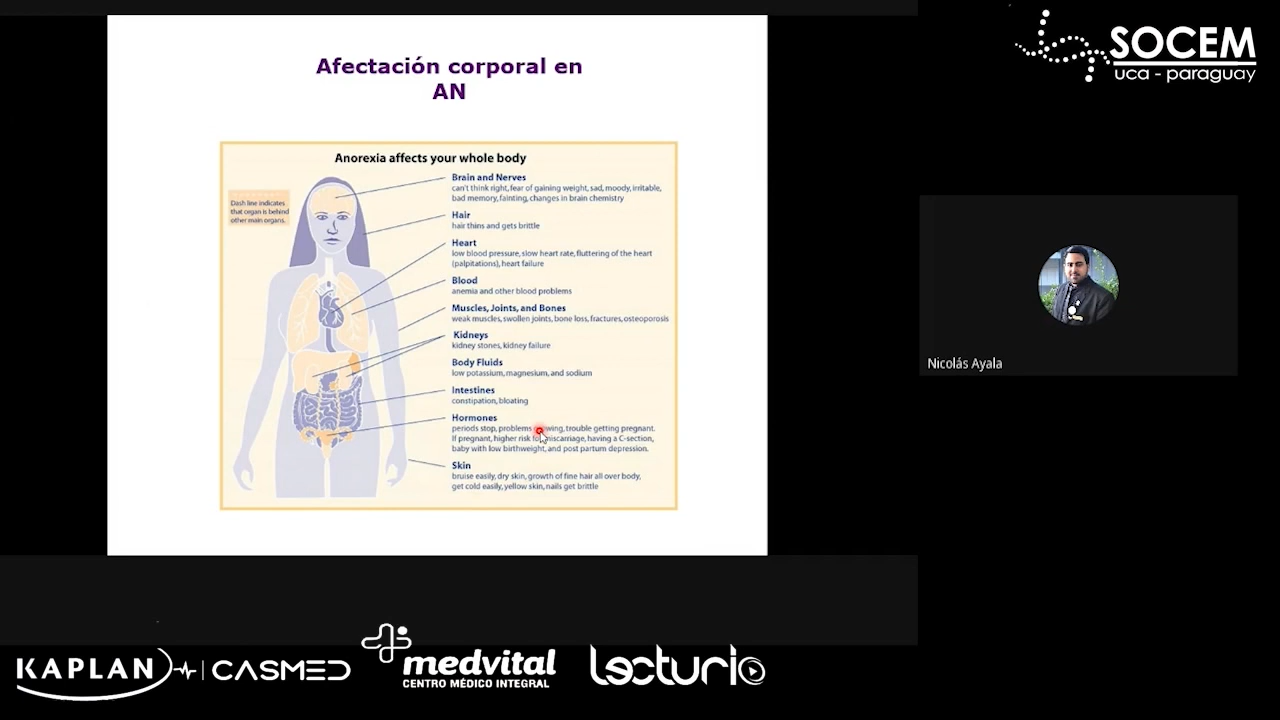 Afectación corporal en
AN
Anorexia affects your whole body
Dash line indicates
that organ is behind
other main organs.
Brain and Nerves
can't think right, fear of gaining weight, sad, moody, irritable,
bad memory, fainting, changes in brain chemistry
Hair
hair thins and gets brittle
Heart
low blood pressure, slow heart rate, fluttering of the heart
(palpitations), heart failure
Blood
anemia and other blood problems
Muscles, Joints, and Bones
weak muscles, swollen joints, bone loss, fractures, osteoporosis
Kidneys
kidney stones, kidney failure
Body Fluids
low potassium, magnesium, and sodium
Intestines
constipation, bloating
Hormones
periods stop, problems wing, trouble getting pregnant.
If pregnant, higher risk miscarriage, having a C-section,
baby with low birthweight, and post partum depression.
Skin
bruise easily, dry skin, growth of fine hair all over body,
get cold easily, yellow skin, nails get brittle
SOCEM
uca - paraguay
Nicolás Ayala
KAPLAN
CASMED
medvital
CENTRO MÉDICO INTEGRAL
lecturio